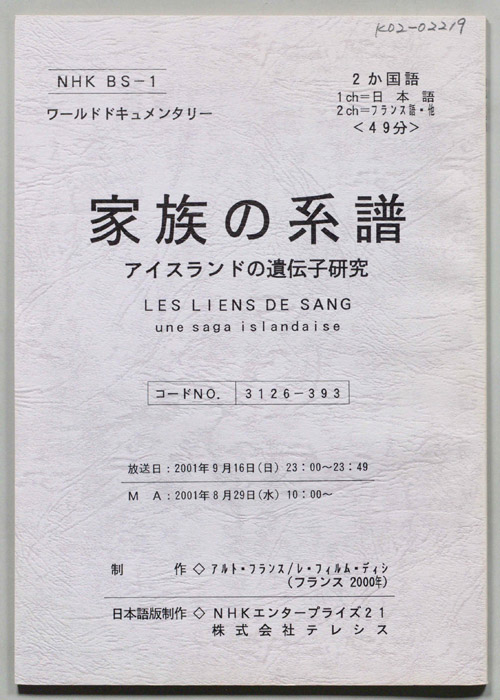 K02-02219
NHK BS-1
ワールドドキュメンタリー
2か国語
1ch=日本語
2ch=フランス語・他
<49分>
家族の系譜
アイスランドの遺伝子研究
LES LIENS DE SANG
une saga islandaise
コードNO. 3126-393
放送日:2001年9月16日(日) 23:00~23:49
M A:2001年8月29日(水) 10:00~
制 作◇アルト・フランス/レ・フィルム・ディシ
(フランス 2000年)
日本語版制作◇NHKエンタープライズ21
株式会社テレシス